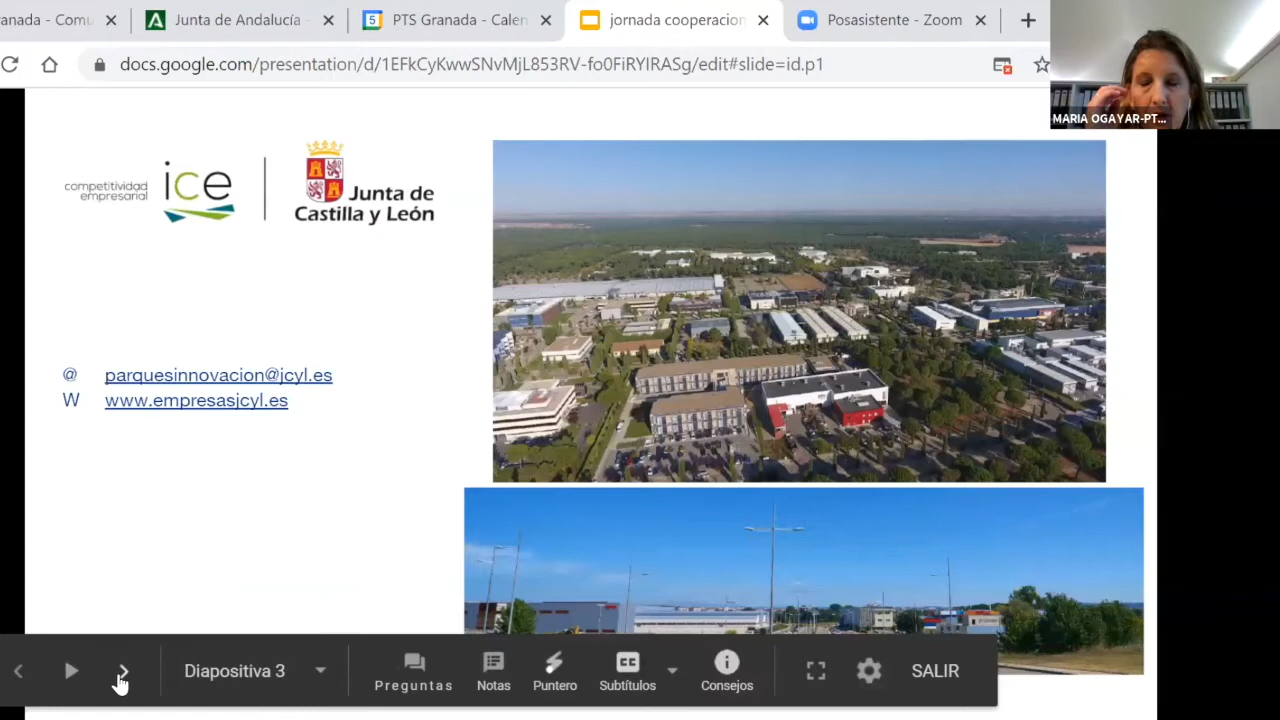 anada - Comu
Junta de Andalucía -
PTS Granada - Calen
jornada cooperacion
Posasistente - Zoom
docs.google.com/presentation/d/1EFkCyKwwSNvMjL853RV-fo0FiRYIRASg/edit#slide=id.p1
MARIA OGAYAR-PT...
competitividad
empresarial
ice
Junta de
Castilla y León
@ parquesinnovacion@jcyl.es
W www.empresasjcyl.es
Diapositiva 3
Preguntas
Notas
Puntero
Subtítulos
Consejos
SALIR